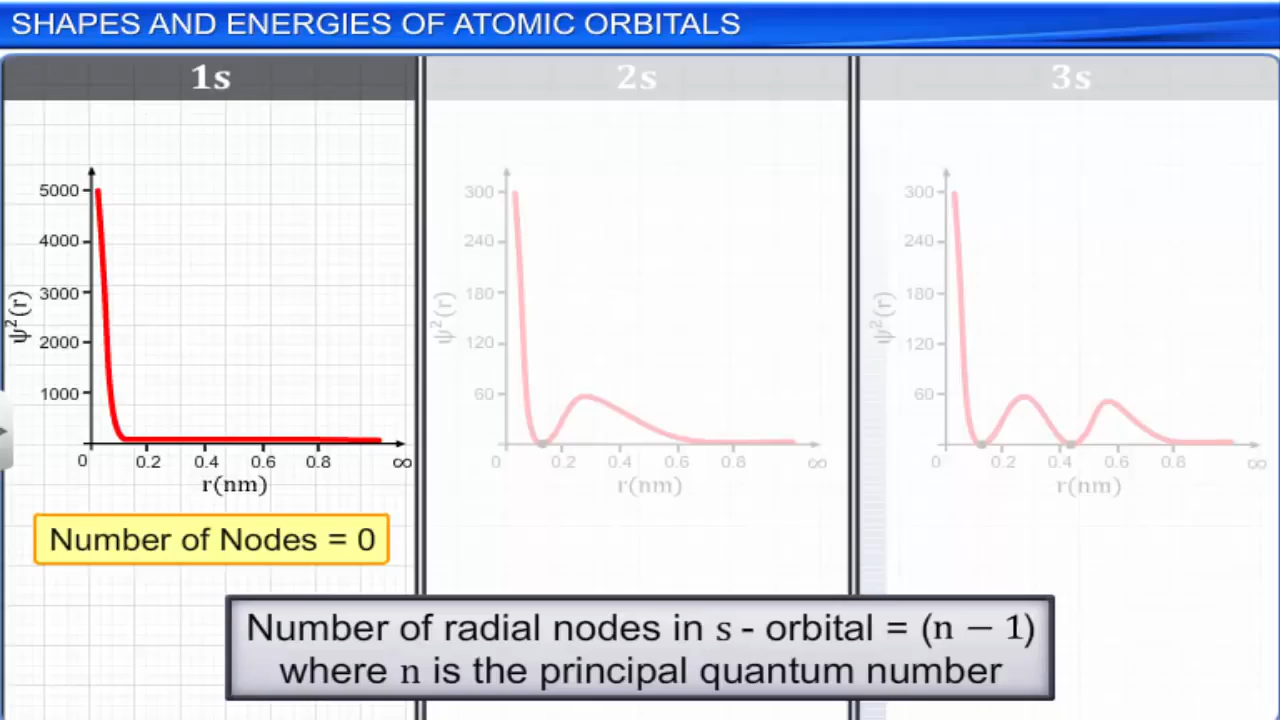 SHAPES AND ENERGIES OF ATOMIC ORBITALS
1s
2s
3s
5000
4000
3000
2000
1000
ψ²(r)
0 0.2 0.4 0.6 0.8 ∞
r(nm)
300
240
180
120
60
ψ²(r)
0 0.2 0.4 0.6 0.8 ∞
r(nm)
300
240
180
120
60
ψ²(r)
0 0.2 0.4 0.6 0.8 ∞
r(nm)
Number of Nodes = 0
Number of radial nodes in s - orbital = (n − 1)
where n is the principal quantum number